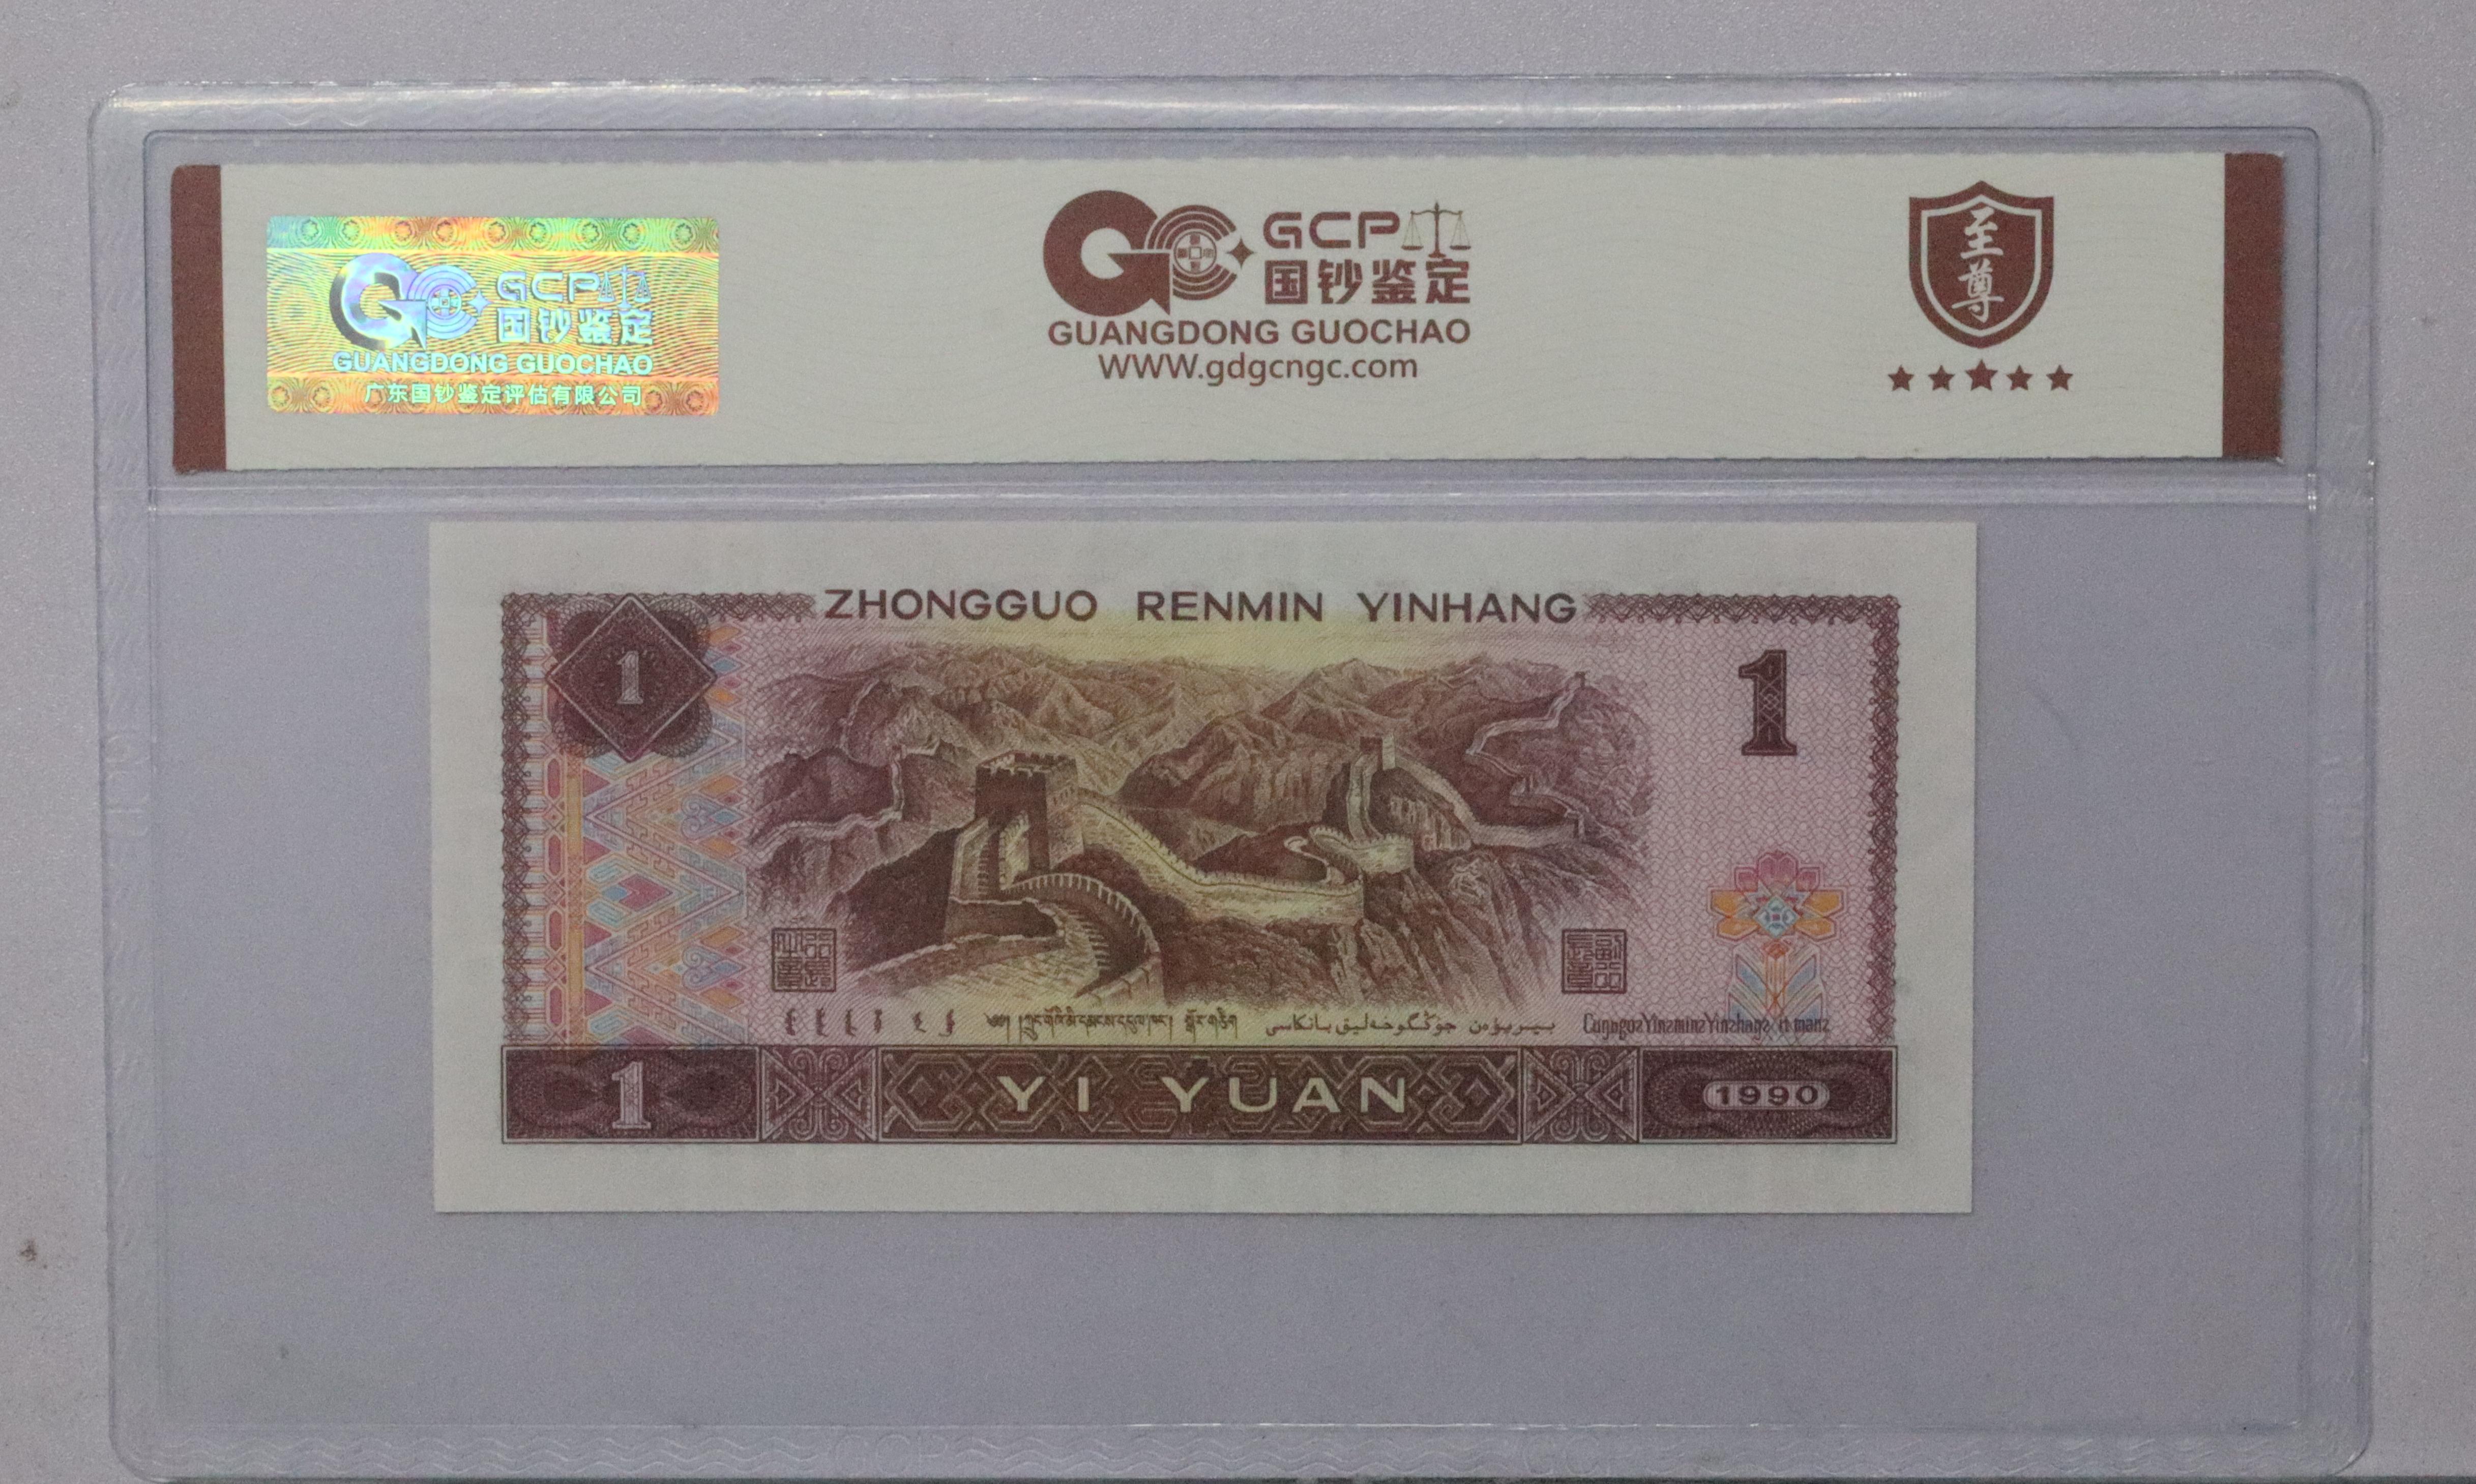 GCP
国钞鉴定
GUANGDONG GUOCHAO
广东国钞鉴定评估有限公司
GCP
国钞鉴定
GUANGDONG GUOCHAO
WWW.gdgcngc.com
至
尊
ZHONGGUO RENMIN YINHANG
1
1
YI YUAN
1
1990